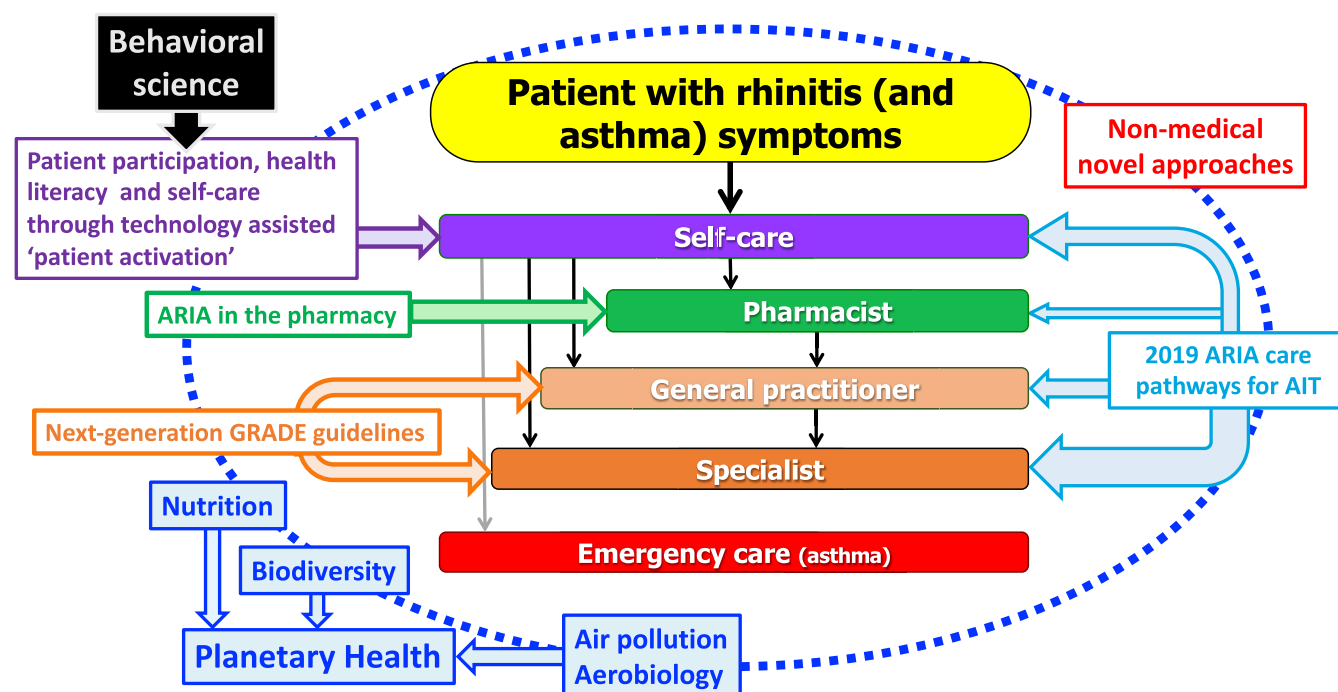 Behavioral
science
Patient with rhinitis (and
asthma) symptoms
Non-medical
novel approaches
Patient participation, health
literacy and self-care
through technology assisted
‘patient activation’
Self-care
ARIA in the pharmacy
Pharmacist
2019 ARIA care
pathways for AIT
General practitioner
Next-generation GRADE guidelines
Specialist
Nutrition
Emergency care (asthma)
Biodiversity
Planetary Health
Air pollution
Aerobiology